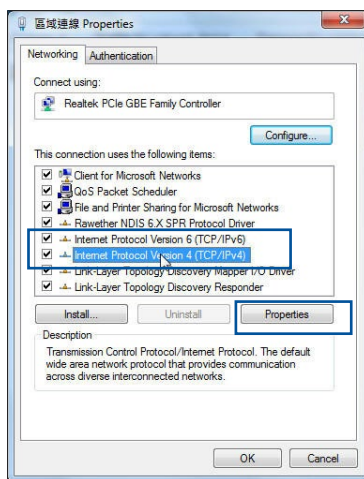 區域連線 Properties
Networking
Authentication
Connect using:
Realtek PCIe GBE Family Controller
Configure...
This connection uses the following items:
Client for Microsoft Networks
QoS Packet Scheduler
File and Printer Sharing for Microsoft Networks
Rawether NDIS 6.X SPR Protocol Driver
Internet Protocol Version 6 (TCP/IPv6)
Internet Protocol Version 4 (TCP/IPv4)
Link-Layer Topology Discovery Mapper I/O Driver
Link-Layer Topology Discovery Responder
Install...
Uninstall
Properties
Description
Transmission Control Protocol/Internet Protocol. The default
wide area network protocol that provides communication
across diverse interconnected networks.
OK
Cancel